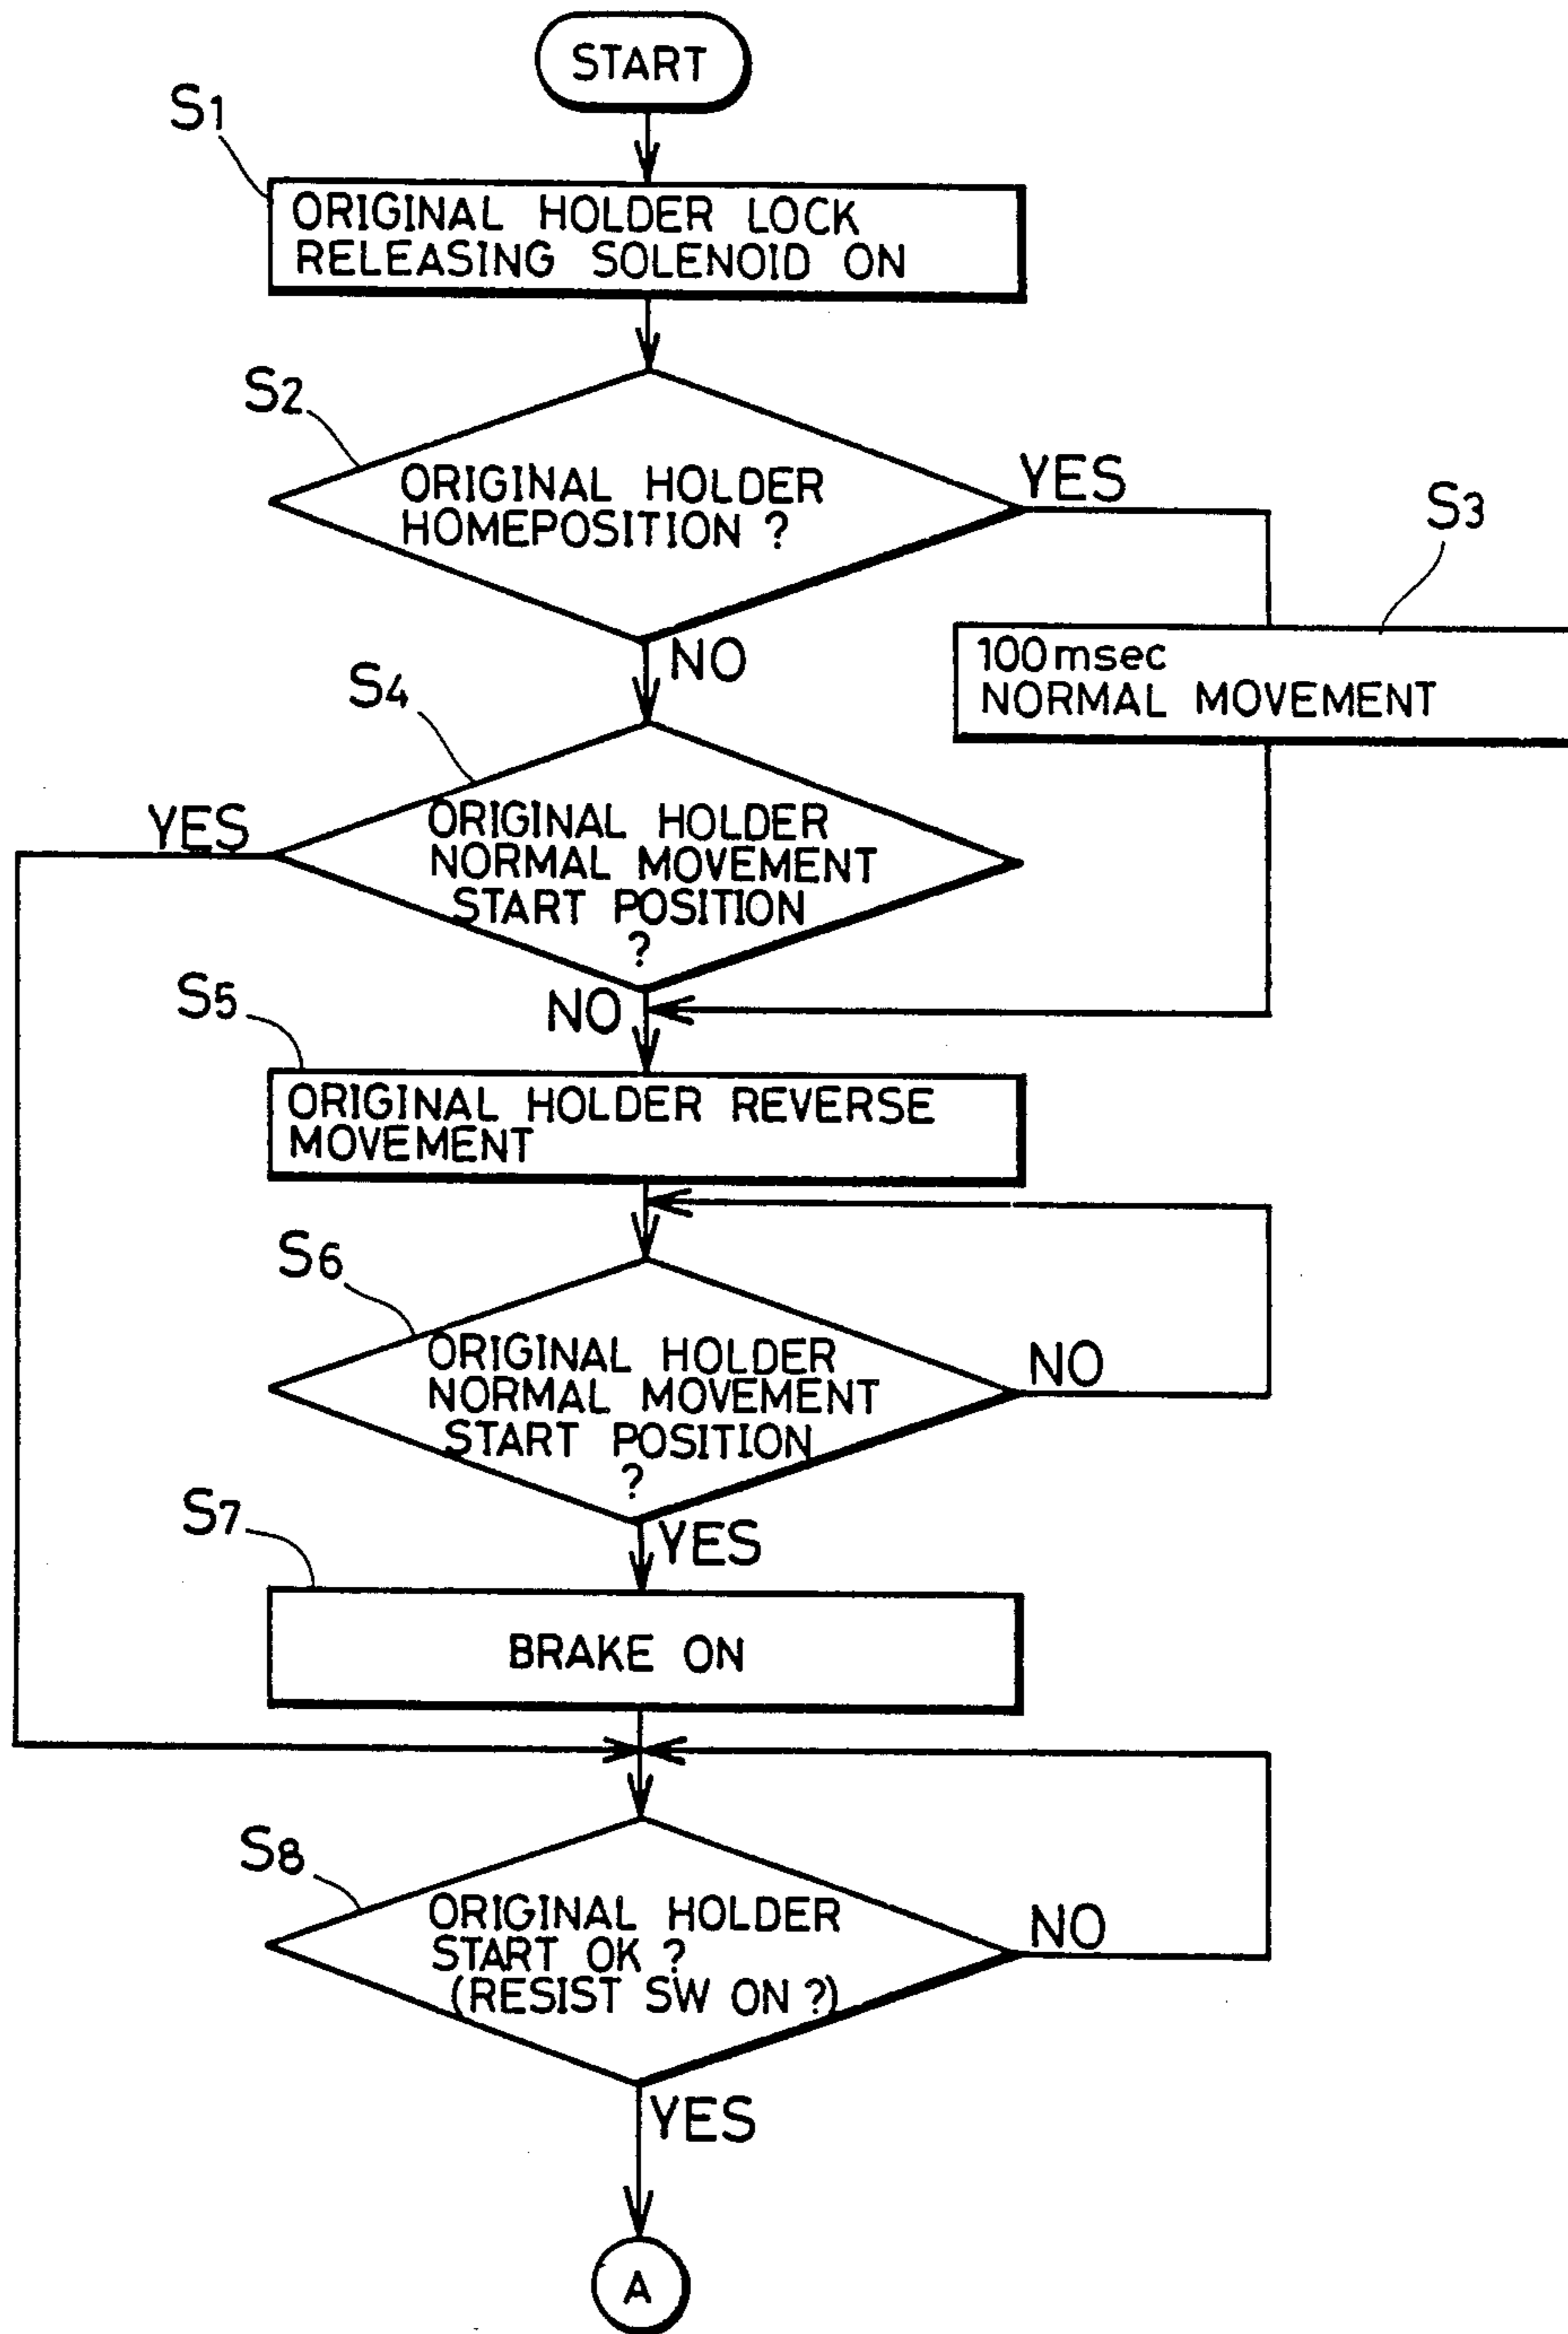 START
S1
ORIGINAL HOLDER LOCK
RELEASING SOLENOID ON
S2
ORIGINAL HOLDER
HOMEPOSITION ?
YES
NO
S3
100msec
NORMAL MOVEMENT
S4
YES
ORIGINAL HOLDER
NORMAL MOVEMENT
START POSITION
?
NO
S5
ORIGINAL HOLDER REVERSE
MOVEMENT
S6
ORIGINAL HOLDER
NORMAL MOVEMENT
START POSITION
?
NO
YES
S7
BRAKE ON
S8
ORIGINAL HOLDER
START OK ?
(RESIST SW ON ?)
NO
YES
A